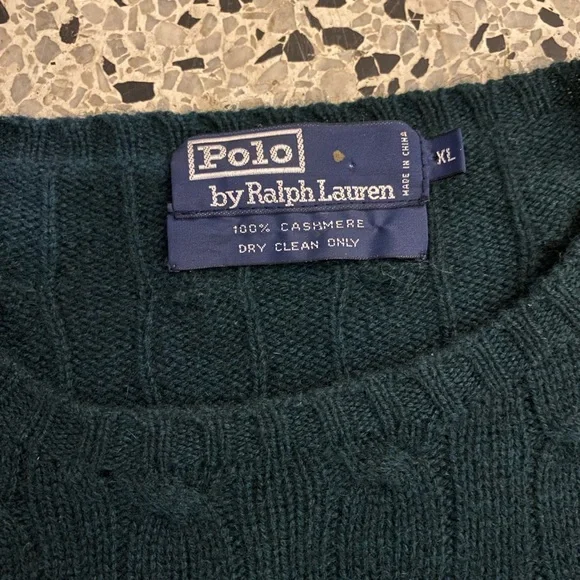 Polo
by Ralph Lauren
MADE IN CHINA
XL
100% CASHMERE
DRY CLEAN ONLY